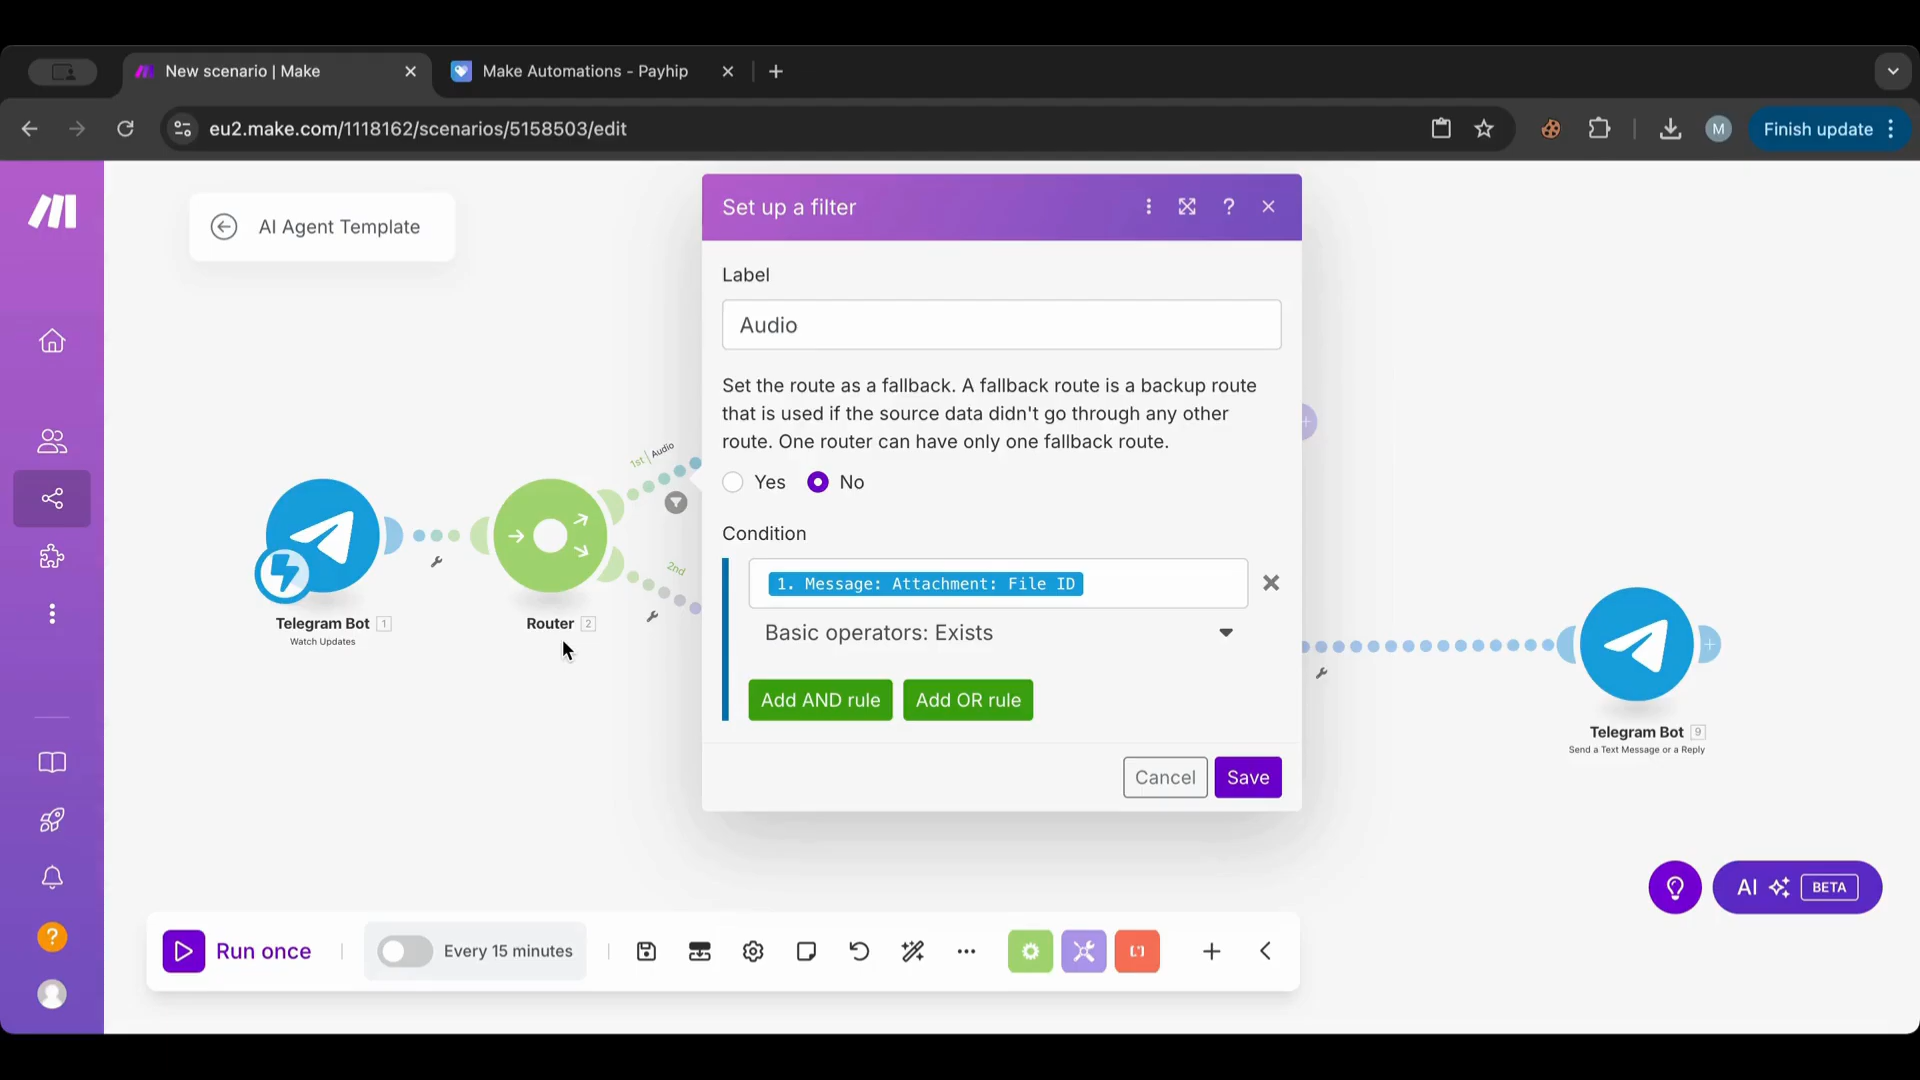 New scenario | Make
Make Automations - Payhip
eu2.make.com/1118162/scenarios/5158503/edit
M
Finish update
AI Agent Template
Set up a filter
?
Label
Audio
Set the route as a fallback. A fallback route is a backup route
that is used if the source data didn't go through any other
route. One router can have only one fallback route.
Yes
No
Condition
1. Message: Attachment: File ID
Basic operators: Exists
Add AND rule
Add OR rule
Cancel
Save
1st | Audio
2nd
Telegram Bot 1
Watch Updates
Router 2
Telegram Bot 9
Send a Text Message or a Reply
AI BETA
?
Run once
Every 15 minutes